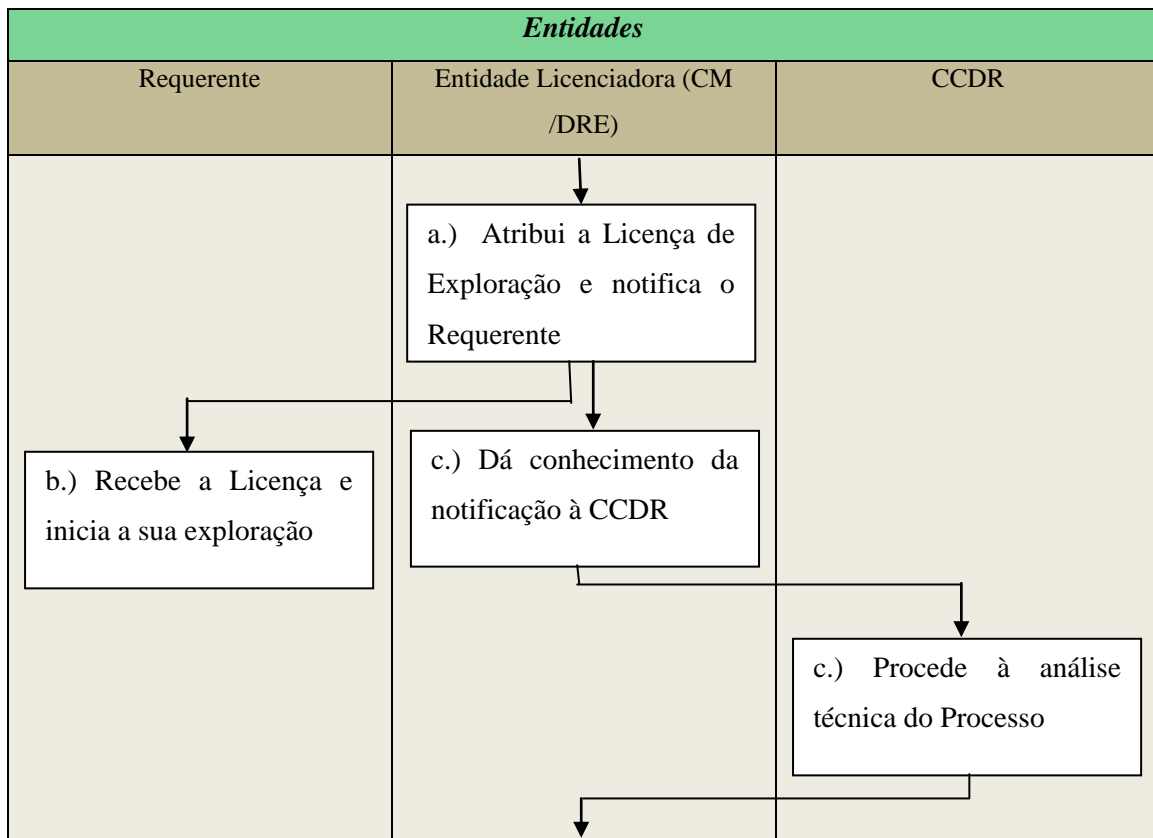 Entidades
Requerente
Entidade Licenciadora (CM
/DRE)
CCDR
a.) Atribui a Licença de
Exploração e notifica o
Requerente
b.) Recebe a Licença e
inicia a sua exploração
c.) Dá conhecimento da
notificação à CCDR
c.) Procede à análise
técnica do Processo